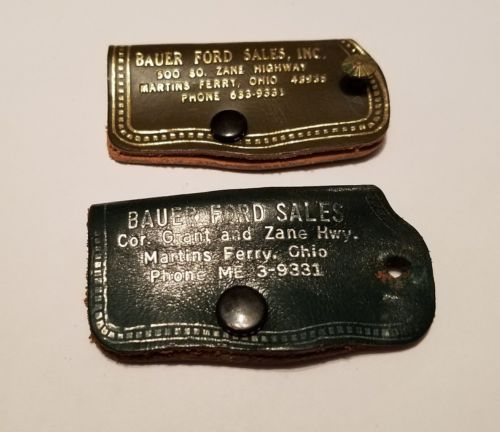 BAUER FORD SALES, INC.
500 SO. ZANE HIGHWAY
MARTINS FERRY, OHIO 43935
PHONE 633-9331
BAUER FORD SALES
Cor. Grant and Zane Hwy.
Martins Ferry, Ohio
Phone ME 3-9331